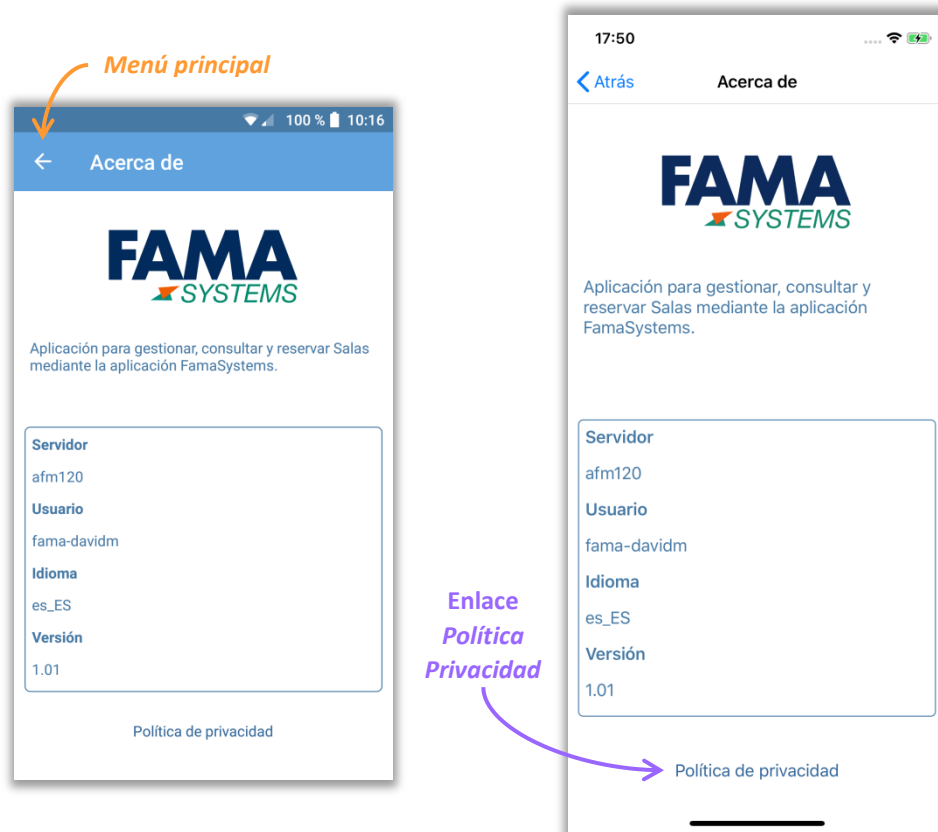 Menú principal
100 % 10:16
Acerca de
FAMA
SYSTEMS
Aplicación para gestionar, consultar y reservar Salas
mediante la aplicación FamaSystems.
Servidor
afm120
Usuario
fama-davidm
Idioma
es_ES
Versión
1.01
Política de privacidad
Enlace
Política
Privacidad
17:50
Atrás Acerca de
FAMA
SYSTEMS
Aplicación para gestionar, consultar y
reservar Salas mediante la aplicación
FamaSystems.
Servidor
afm120
Usuario
fama-davidm
Idioma
es_ES
Versión
1.01
Política de privacidad